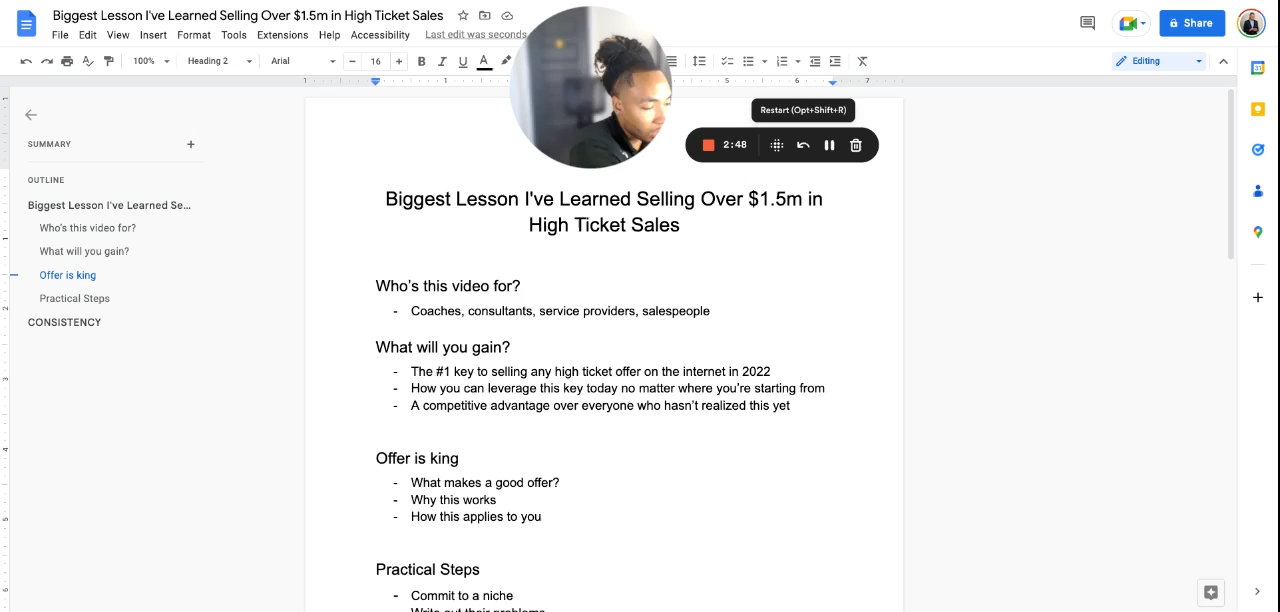 Biggest Lesson I've Learned Selling Over $1.5m in High Ticket Sales
File Edit View Insert Format Tools Extensions Help Accessibility Last edit was seconds
Share
100% Heading 2 Arial 16 B I U A Editing
1 1 5 6 7
Restart (Opt+Shift+R)
2:48
SUMMARY
OUTLINE
Biggest Lesson I've Learned Se...
Who's this video for?
What will you gain?
Offer is king
Practical Steps
CONSISTENCY
Biggest Lesson I've Learned Selling Over $1.5m in
High Ticket Sales
Who's this video for?
- Coaches, consultants, service providers, salespeople
What will you gain?
- The #1 key to selling any high ticket offer on the internet in 2022
- How you can leverage this key today no matter where you're starting from
- A competitive advantage over everyone who hasn't realized this yet
Offer is king
- What makes a good offer?
- Why this works
- How this applies to you
Practical Steps
- Commit to a niche
Write out their problems